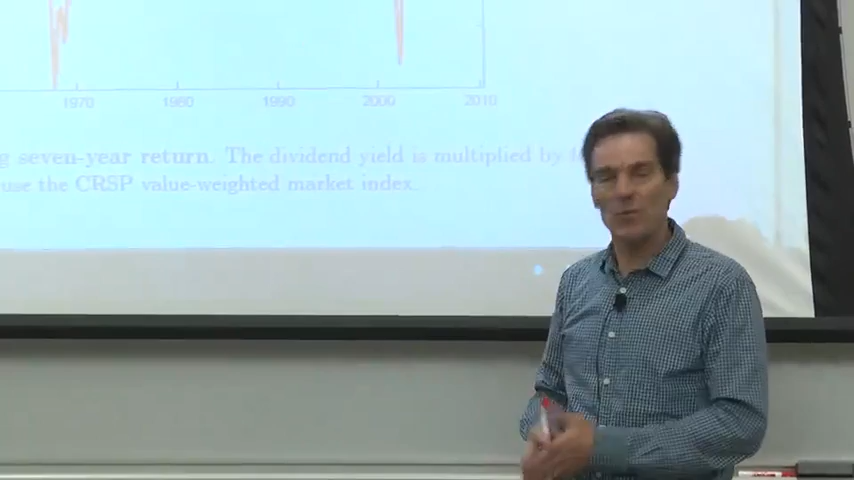 1970 1980 1990 2000 2010
g seven-year return. The dividend yield is multiplied by
use the CRSP value-weighted market index.